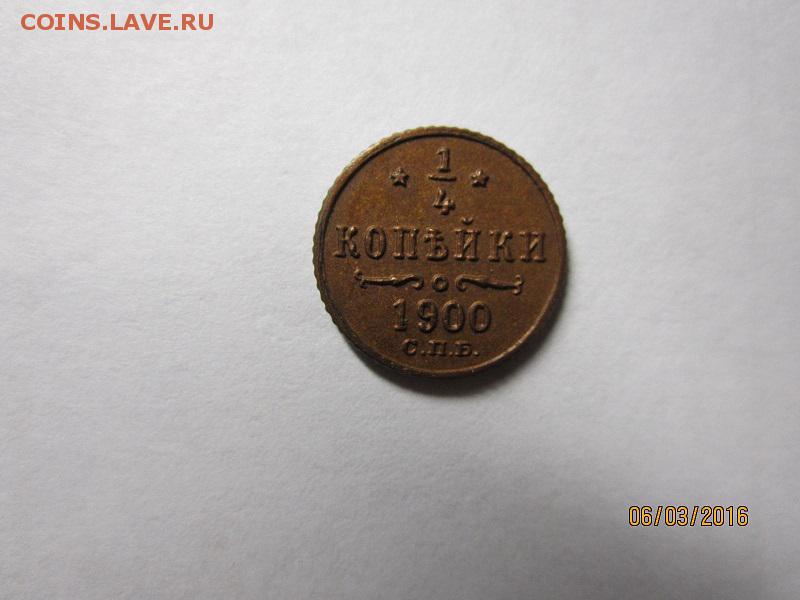 COINS.LAVE.RU
1
4
КОПѢЙКИ
1900
С.П.Б.
06/03/2016